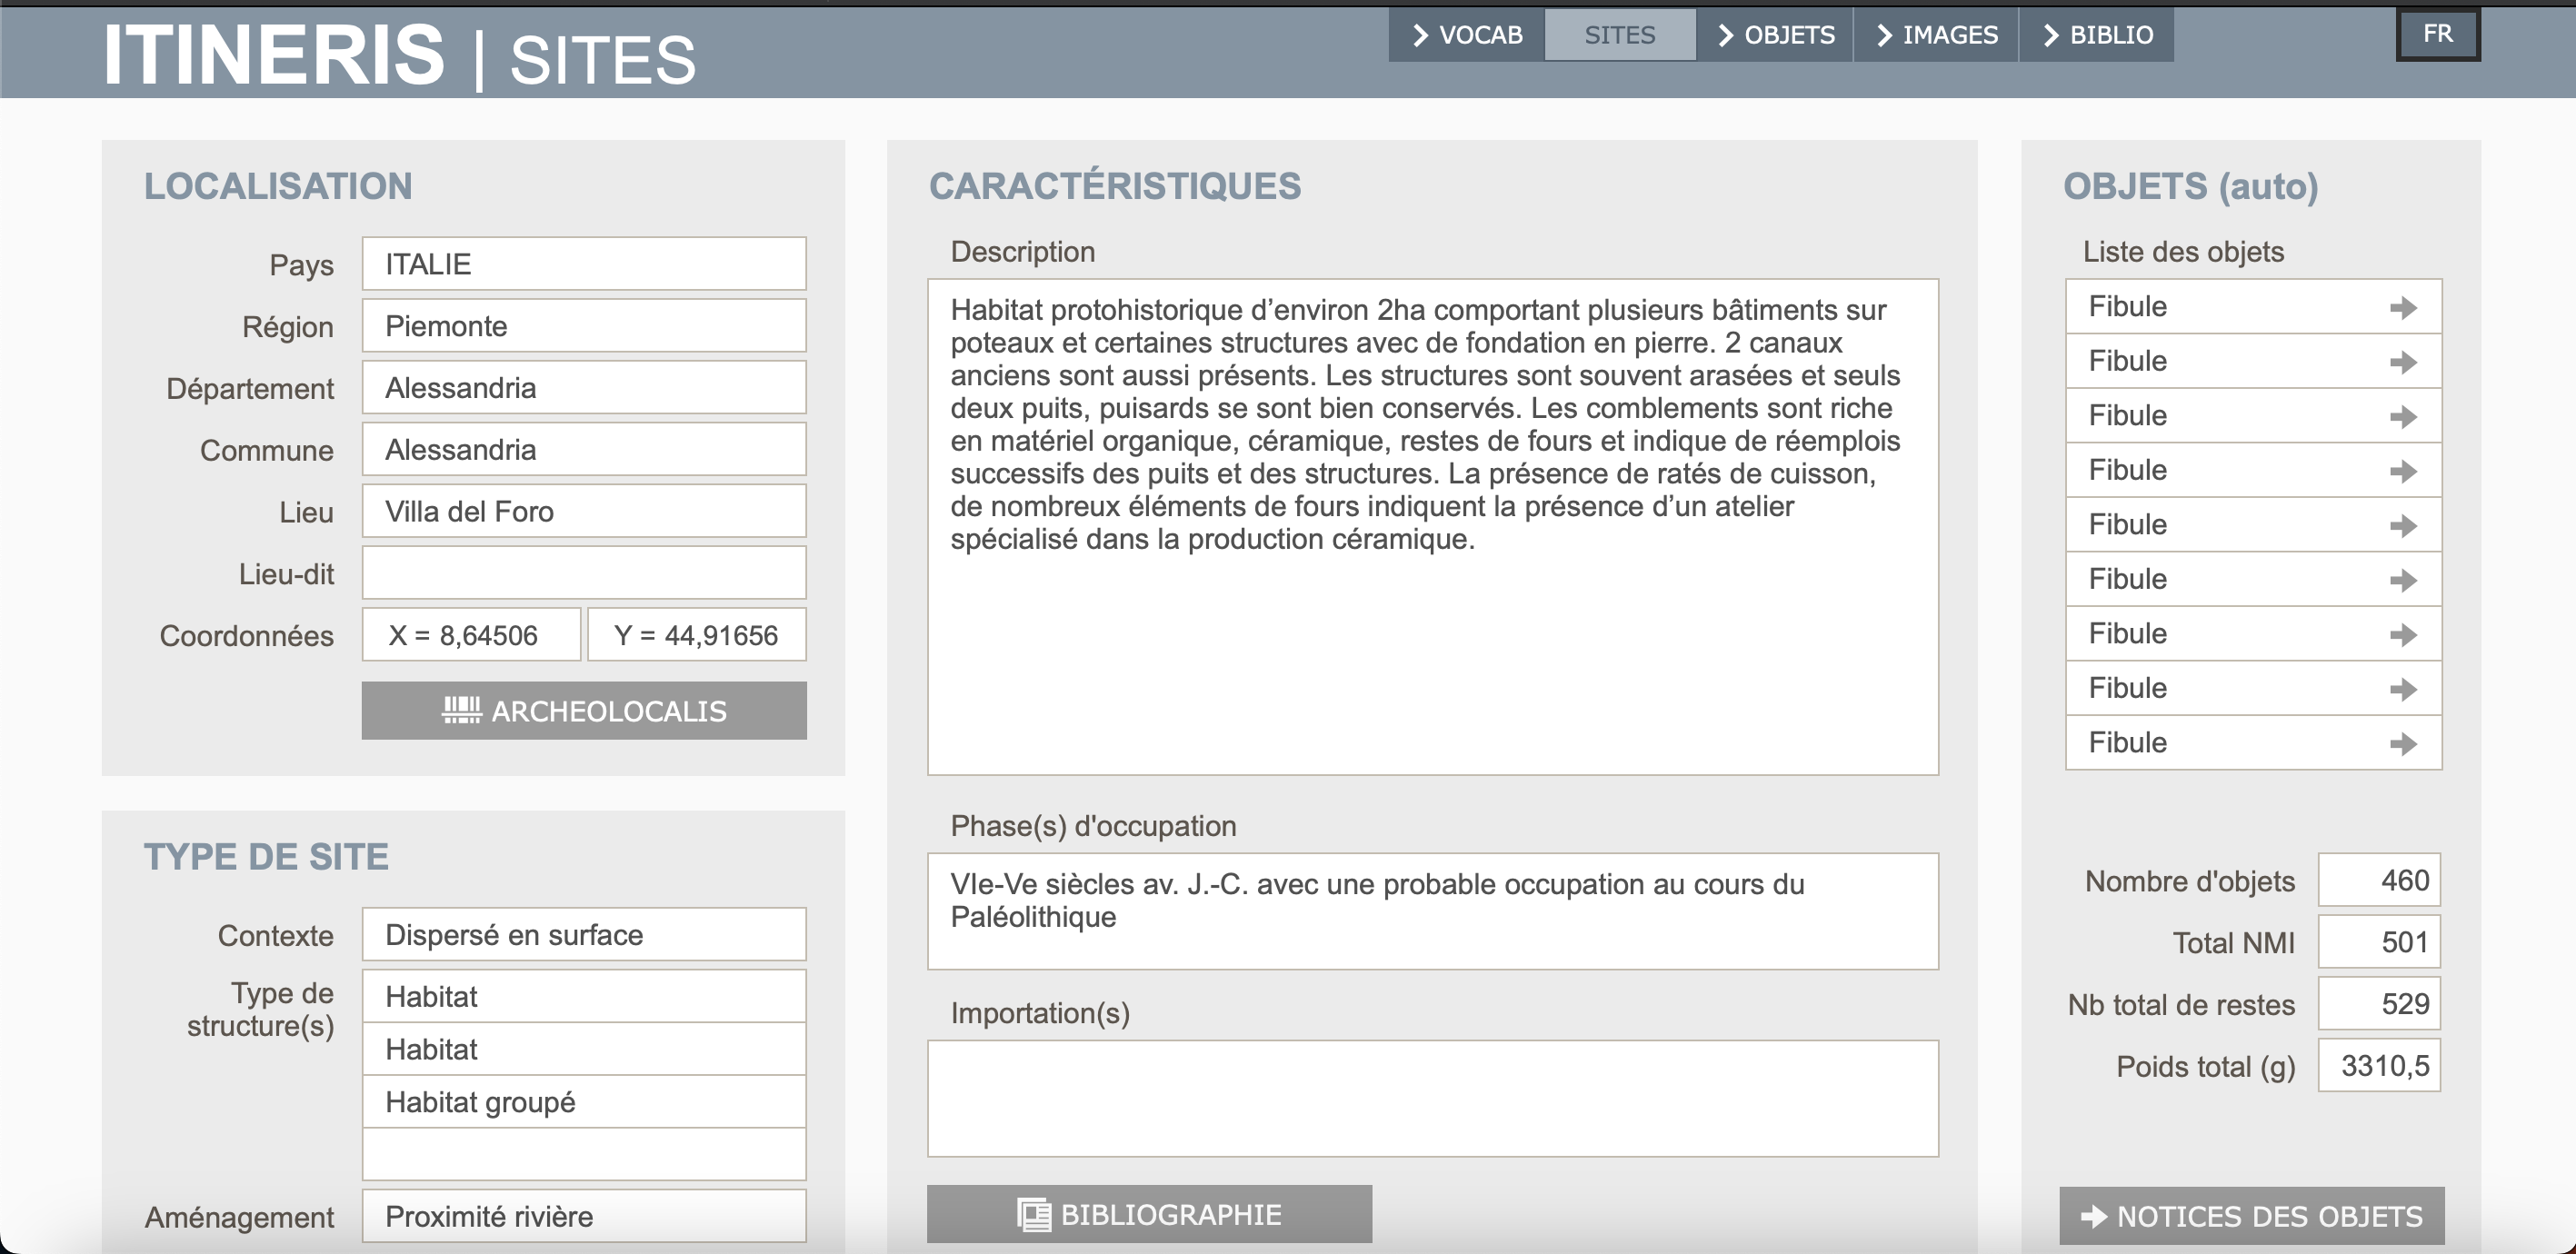 ITINERIS | SITES
VOCAB
SITES
OBJETS
IMAGES
BIBLIO
FR
LOCALISATION
Pays ITALIE
Région Piemonte
Département Alessandria
Commune Alessandria
Lieu Villa del Foro
Lieu-dit
Coordonnées X = 8,64506 Y = 44,91656
ARCHEOLOCALIS
TYPE DE SITE
Contexte Dispersé en surface
Type de
structure(s)
Habitat
Habitat
Habitat groupé
Aménagement Proximité rivière
CARACTÉRISTIQUES
Description
Habitat protohistorique d’environ 2ha comportant plusieurs bâtiments sur
poteaux et certaines structures avec de fondation en pierre. 2 canaux
anciens sont aussi présents. Les structures sont souvent arasées et seuls
deux puits, puisards se sont bien conservés. Les comblements sont riche
en matériel organique, céramique, restes de fours et indique de réemplois
successifs des puits et des structures. La présence de ratés de cuisson,
de nombreux éléments de fours indiquent la présence d’un atelier
spécialisé dans la production céramique.
Phase(s) d'occupation
VIe-Ve siècles av. J.-C. avec une probable occupation au cours du
Paléolithique
Importation(s)
BIBLIOGRAPHIE
OBJETS (auto)
Liste des objets
Fibule
Fibule
Fibule
Fibule
Fibule
Fibule
Fibule
Fibule
Fibule
Nombre d'objets 460
Total NMI 501
Nb total de restes 529
Poids total (g) 3310,5
NOTICES DES OBJETS